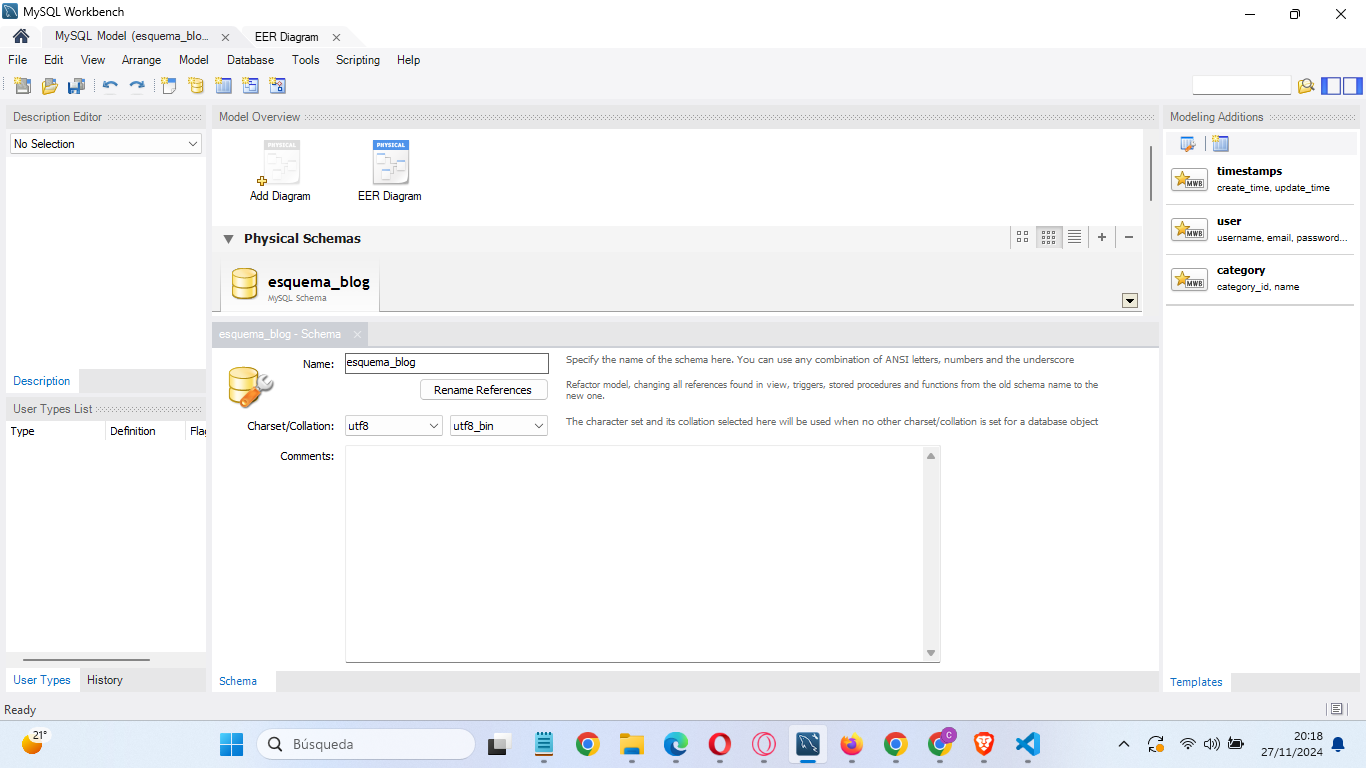 MySQL Workbench
MySQL Model (esquema_blo...
EER Diagram
File Edit View Arrange Model Database Tools Scripting Help
Description Editor
No Selection
Description
User Types List
Type Definition Flag
User Types History
Model Overview
PHYSICAL
Add Diagram
PHYSICAL
EER Diagram
Physical Schemas
esquema_blog
MySQL Schema
esquema_blog - Schema
Name: esquema_blog
Specify the name of the schema here. You can use any combination of ANSI letters, numbers and the underscore
Rename References
Refactor model, changing all references found in view, triggers, stored procedures and functions from the old schema name to the
new one.
Charset/Collation: utf8 utf8_bin
The character set and its collation selected here will be used when no other charset/collation is set for a database object
Comments:
Schema
Modeling Additions
MWB
timestamps
create_time, update_time
MWB
user
username, email, password...
MWB
category
category_id, name
Templates
Ready
21°
Búsqueda
C
20:18
27/11/2024